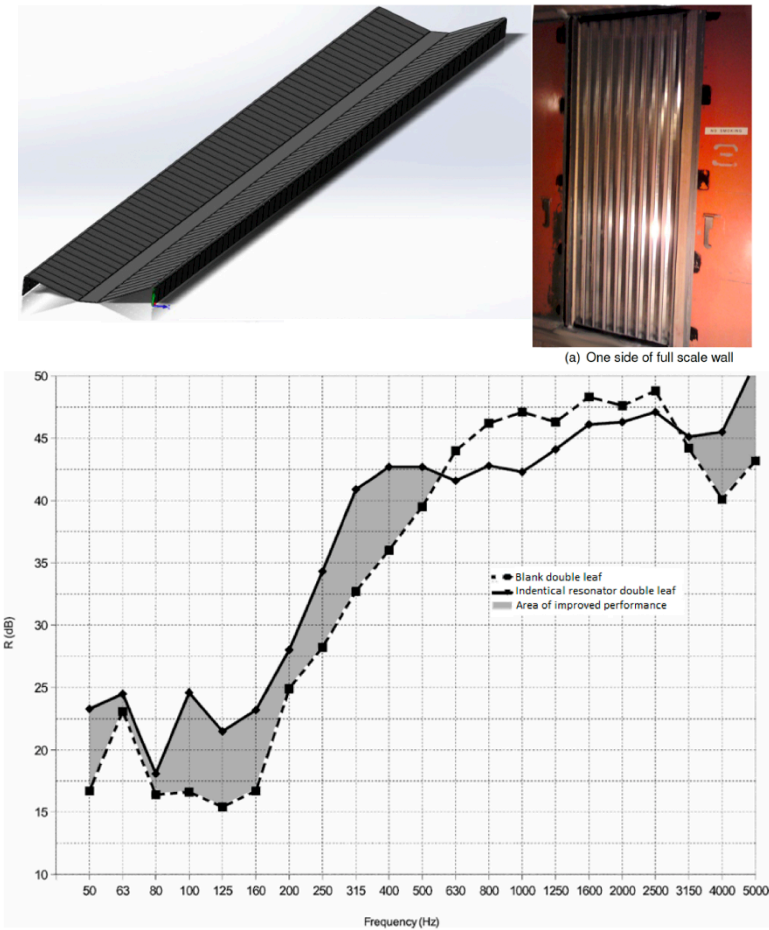 NO SMOKING
(a) One side of full scale wall
50
45
40
35
30
25
20
15
10
R (dB)
Blank double leaf
Indentical resonator double leaf
Area of improved performance
50 63 80 100 125 160 200 250 315 400 500 630 800 1000 1250 1600 2000 2500 3150 4000 5000
Frequency (Hz)